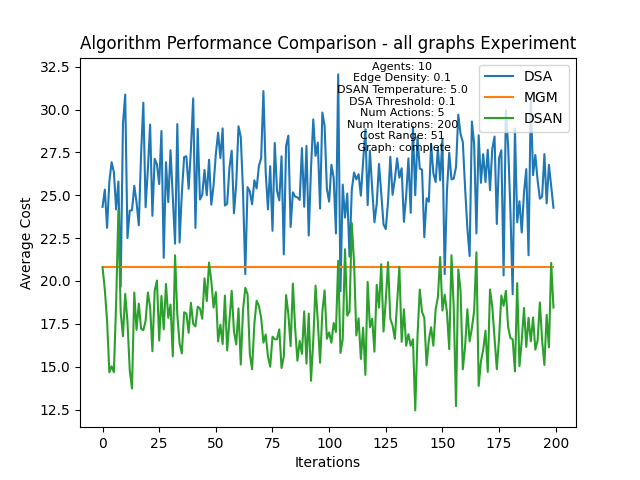 Algorithm Performance Comparison - all graphs Experiment
Agents: 10
Edge Density: 0.1
DSAN Temperature: 5.0
DSA Threshold: 0.1
Num Actions: 5
Num Iterations: 200
Cost Range: 51
Graph: complete
DSA
MGM
DSAN
Average Cost
32.5
30.0
27.5
25.0
22.5
20.0
17.5
15.0
12.5
0 25 50 75 100 125 150 175 200
Iterations